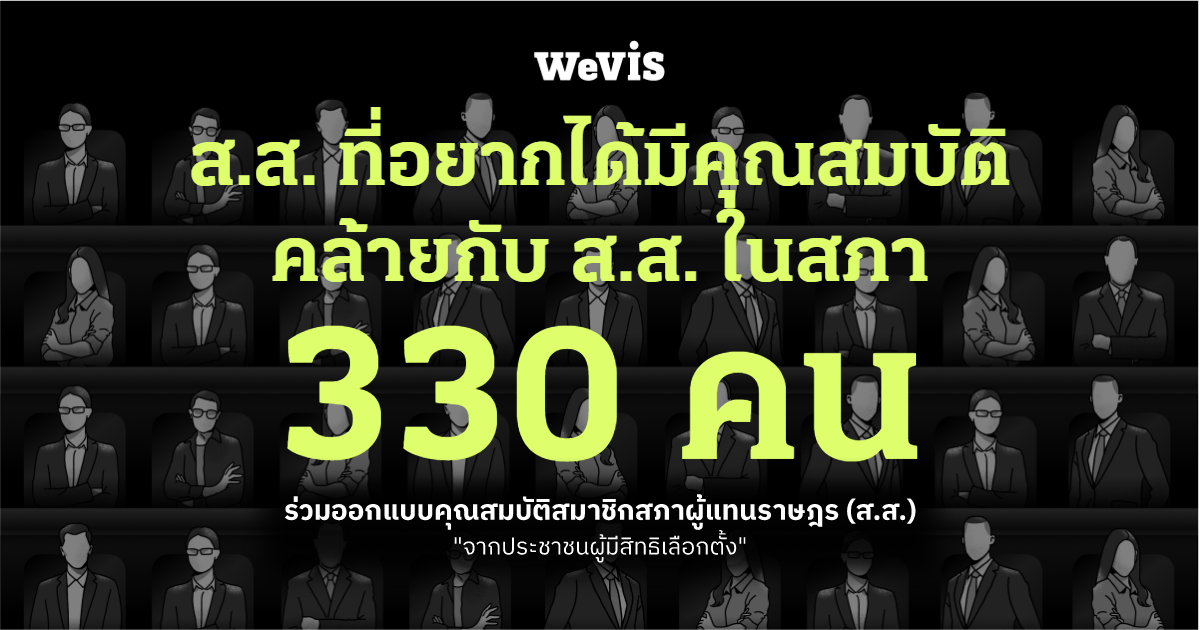 WeVIS
ส.ส. ที่อยากได้มีคุณสมบัติ
คล้ายกับ ส.ส. ในสภา
330 คน
ร่วมออกแบบคุณสมบัติสมาชิกสภาผู้แทนราษฎร (ส.ส.)
"จากประชาชนผู้มีสิทธิเลือกตั้ง"